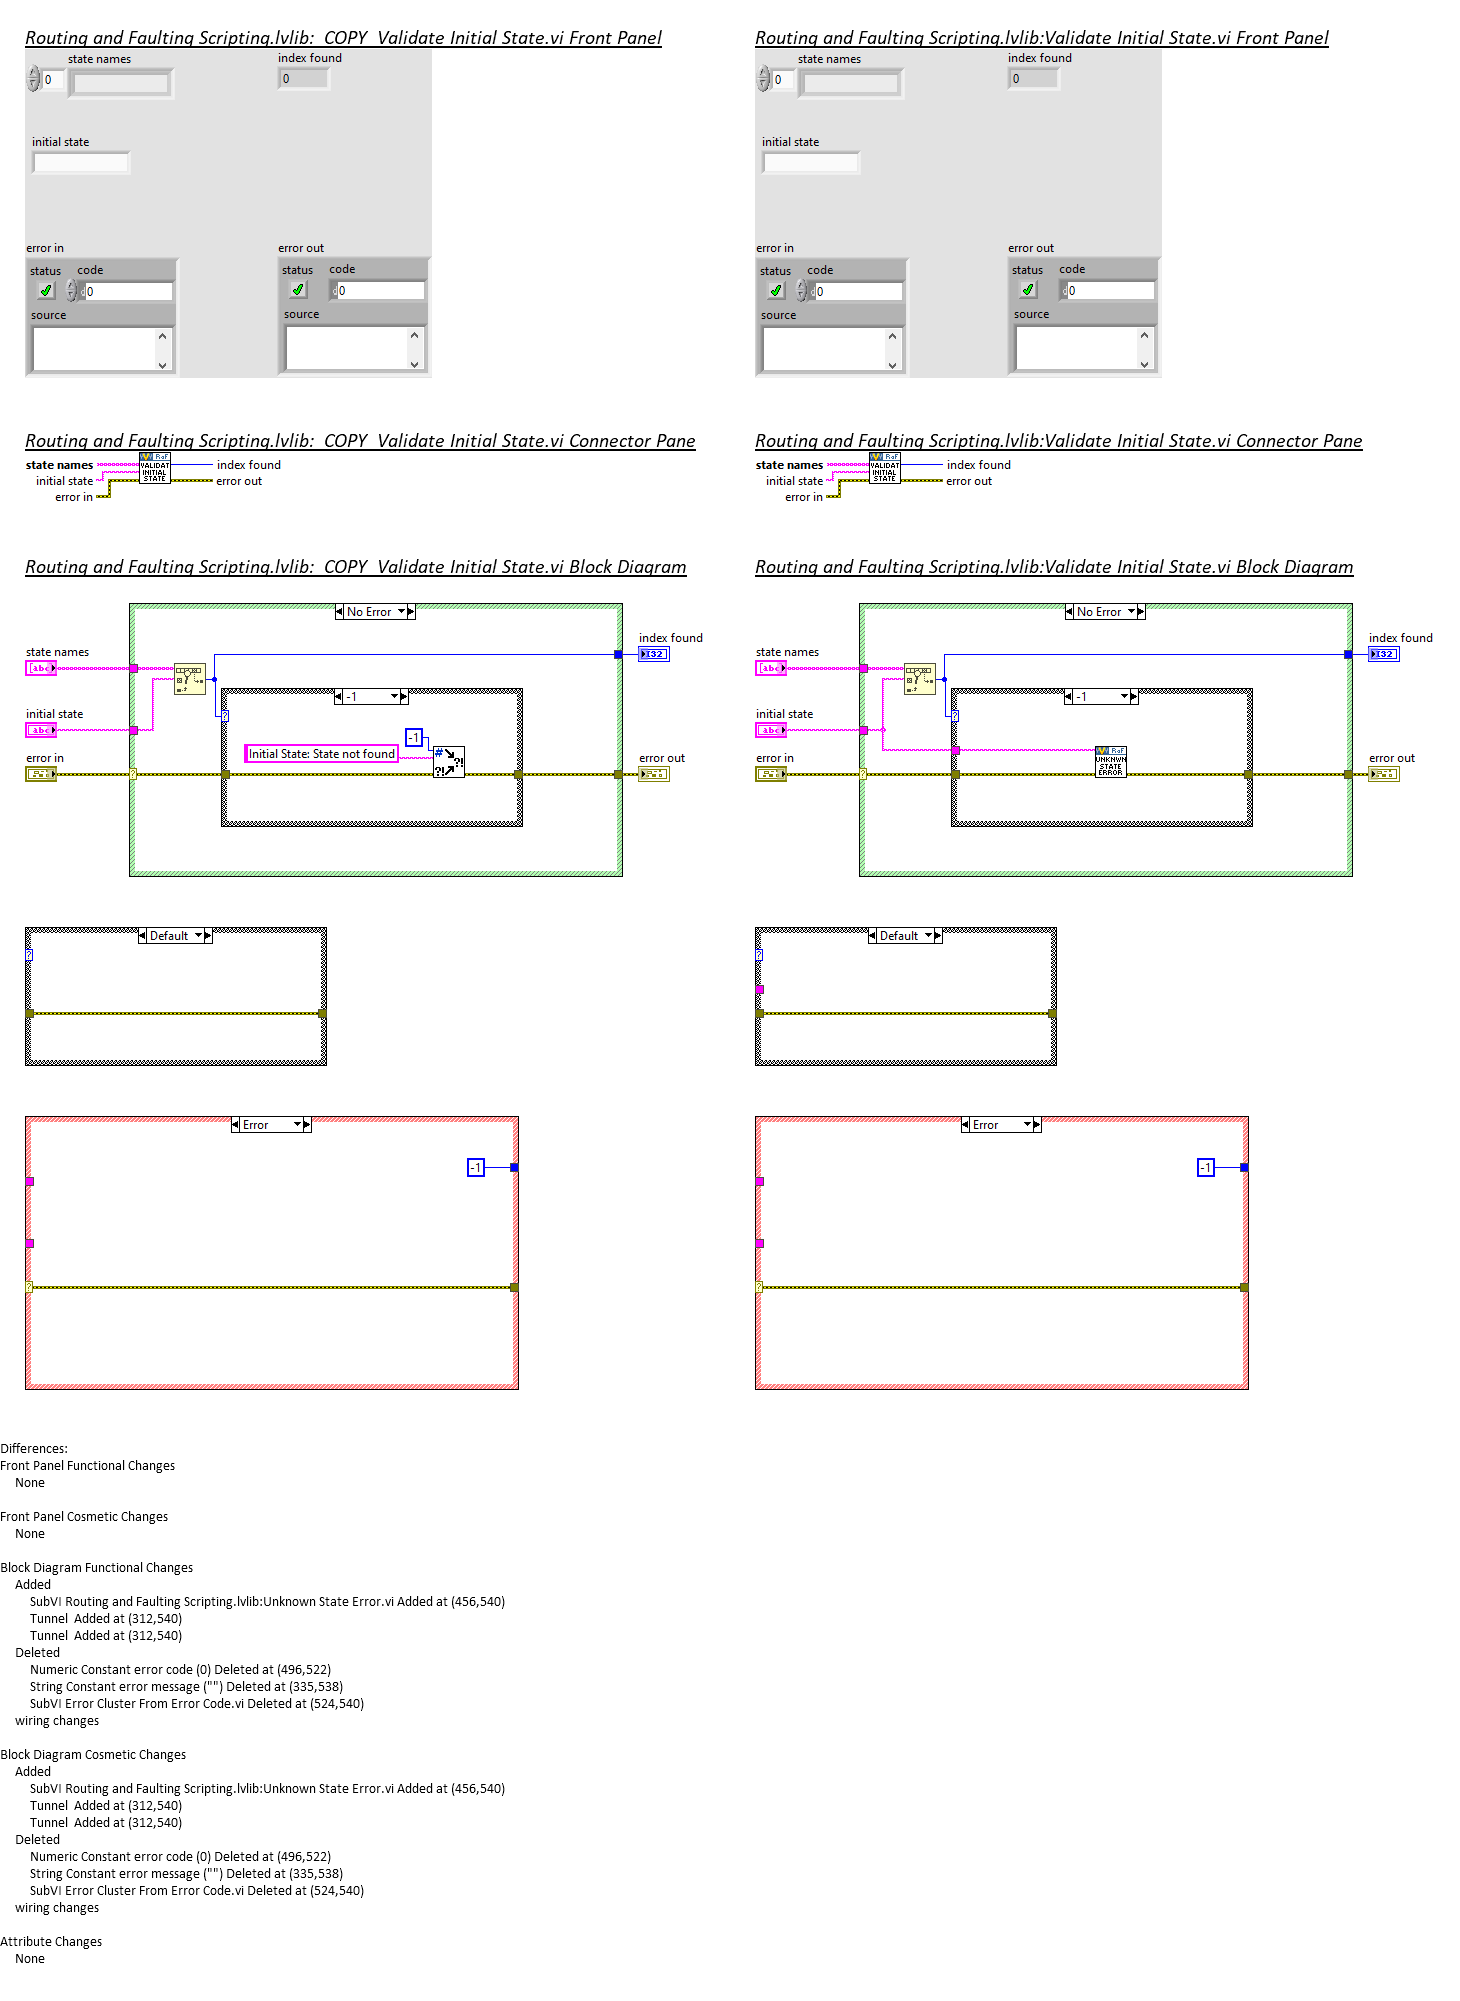 Routing and Faulting Scripting.lvlib:  COPY  Validate Initial State.vi Front Panel
state names
index found
0
0
initial state
error in
error out
status
code
0
source
status
code
0
source
Routing and Faulting Scripting.lvlib:Validate Initial State.vi Front Panel
state names
index found
0
0
initial state
error in
error out
status
code
0
source
status
code
0
source
Routing and Faulting Scripting.lvlib:  COPY  Validate Initial State.vi Connector Pane
state names
initial state
error in
RaF
VALIDAT
INITIAL
STATE
index found
error out
Routing and Faulting Scripting.lvlib:Validate Initial State.vi Connector Pane
state names
initial state
error in
RaF
VALIDAT
INITIAL
STATE
index found
error out
Routing and Faulting Scripting.lvlib:  COPY  Validate Initial State.vi Block Diagram
No Error
state names
[abc
initial state
abc
error in
-1
-1
Initial State: State not found
#
?!
?!
index found
I32
error out
Routing and Faulting Scripting.lvlib:Validate Initial State.vi Block Diagram
No Error
state names
[abc
initial state
abc
error in
-1
RaF
UNKNWN
STATE
ERROR
index found
I32
error out
Default
Default
Error
-1
Error
-1
Differences:
Front Panel Functional Changes
None
Front Panel Cosmetic Changes
None
Block Diagram Functional Changes
Added
SubVI Routing and Faulting Scripting.lvlib:Unknown State Error.vi Added at (456,540)
Tunnel  Added at (312,540)
Tunnel  Added at (312,540)
Deleted
Numeric Constant error code (0) Deleted at (496,522)
String Constant error message ("") Deleted at (335,538)
SubVI Error Cluster From Error Code.vi Deleted at (524,540)
wiring changes
Block Diagram Cosmetic Changes
Added
SubVI Routing and Faulting Scripting.lvlib:Unknown State Error.vi Added at (456,540)
Tunnel  Added at (312,540)
Tunnel  Added at (312,540)
Deleted
Numeric Constant error code (0) Deleted at (496,522)
String Constant error message ("") Deleted at (335,538)
SubVI Error Cluster From Error Code.vi Deleted at (524,540)
wiring changes
Attribute Changes
None